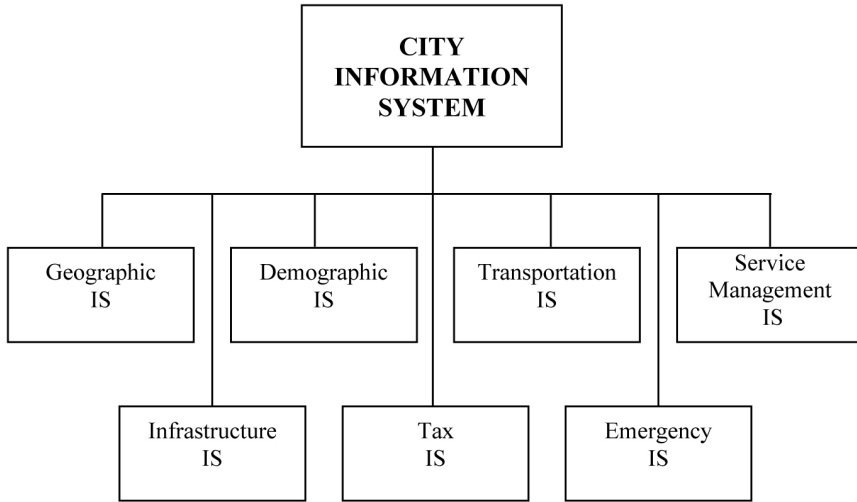 CITY
INFORMATION
SYSTEM
Geographic
IS
Demographic
IS
Transportation
IS
Service
Management
IS
Infrastructure
IS
Tax
IS
Emergency
IS